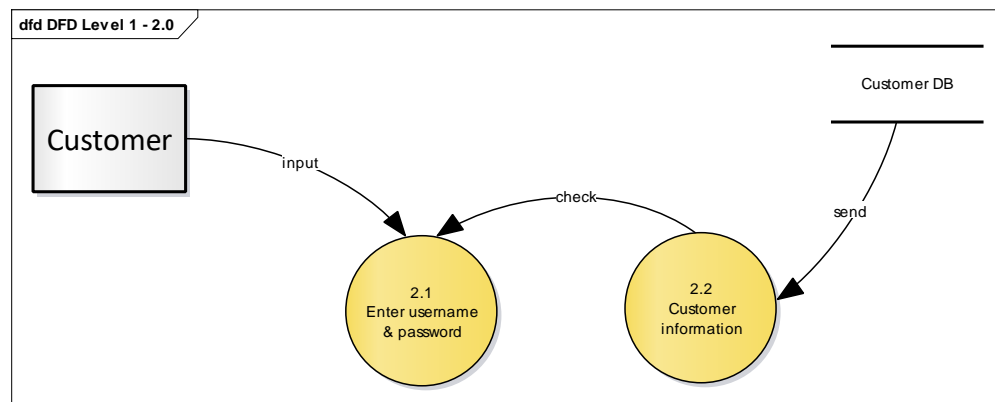 dfd DFD Level 1 - 2.0
Customer
Customer DB
input
check
send
2.1
Enter username
& password
2.2
Customer
information